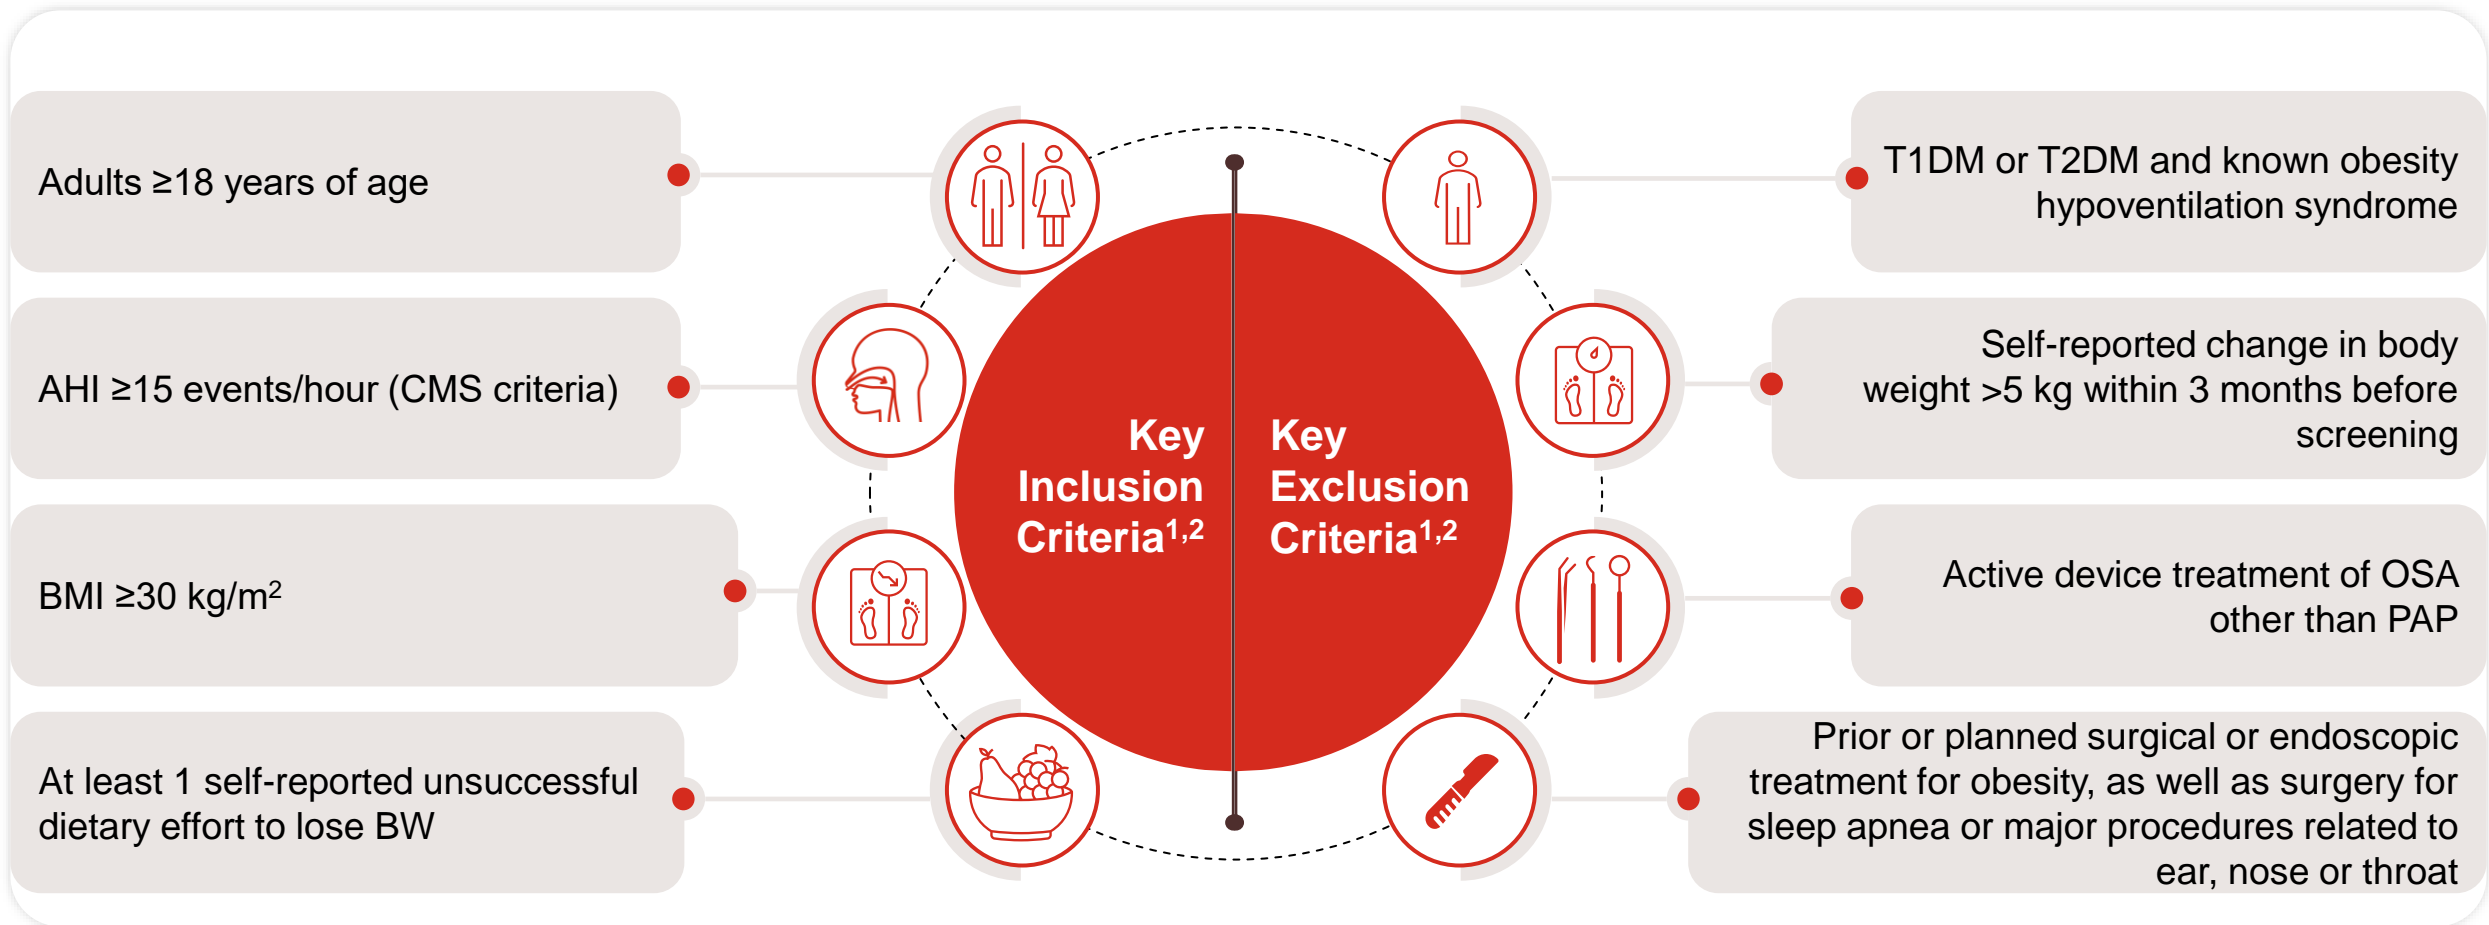 Adults ≥18 years of age
AHI ≥15 events/hour (CMS criteria)
BMI ≥30 kg/m²
At least 1 self-reported unsuccessful
dietary effort to lose BW
Key
Inclusion
Criteria¹,²
Key
Exclusion
Criteria¹,²
T1DM or T2DM and known obesity
hypoventilation syndrome
Self-reported change in body
weight >5 kg within 3 months before
screening
Active device treatment of OSA
other than PAP
Prior or planned surgical or endoscopic
treatment for obesity, as well as surgery for
sleep apnea or major procedures related to
ear, nose or throat